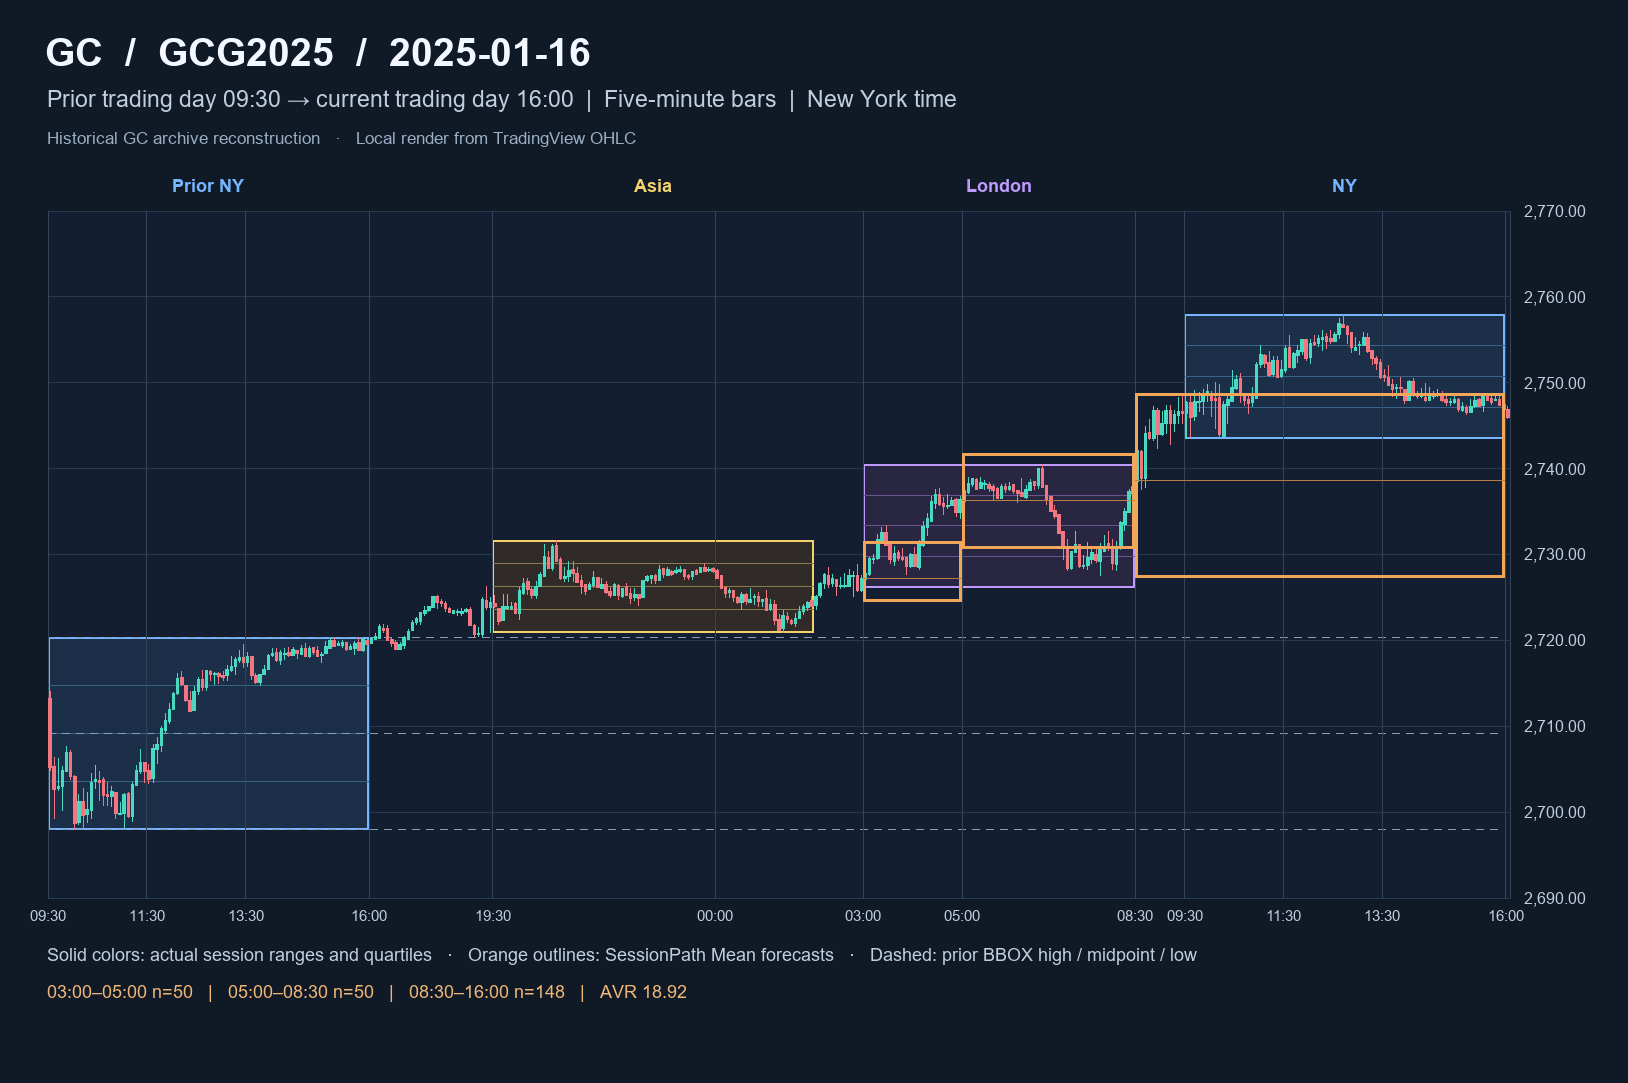 GC / GCG2025 / 2025-01-16
Prior trading day 09:30 → current trading day 16:00 | Five-minute bars | New York time
Historical GC archive reconstruction · Local render from TradingView OHLC
Prior NY Asia London NY
2,770.00
2,760.00
2,750.00
2,740.00
2,730.00
2,720.00
2,710.00
2,700.00
2,690.00
09:30 11:30 13:30 16:00 19:30 00:00 03:00 05:00 08:30 09:30 11:30 13:30 16:00
Solid colors: actual session ranges and quartiles · Orange outlines: SessionPath Mean forecasts · Dashed: prior BBOX high / midpoint / low
03:00–05:00 n=50 | 05:00–08:30 n=50 | 08:30–16:00 n=148 | AVR 18.92